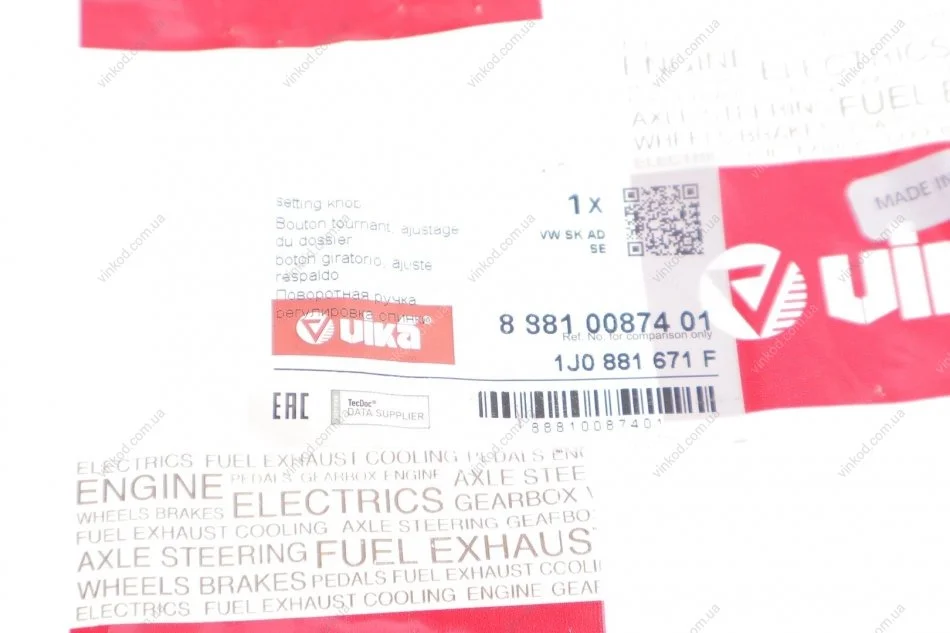 ENGINE ELECTRICS
FUEL
WHEELS BRAKES
MADE IN
vika
setting knob
Bouton tournant, ajustage
du dossier
botón giratorio, ajuste
respaldo
Поворотная ручка
регулировка спинки
1 x
VW SK AD
SE
vika®
8 881 00874 01
Ref. No. for comparison only
1J0 881 671 F
EAC
TecDoc®
DATA SUPPLIER
88810087401
ELECTRICS FUEL EXHAUST COOLING PEDALS ENG
ENGINE PEDALS GEARBOX ENGINE AXLE STEE
WHEELS BRAKES ELECTRICS GEARBOX
FUEL EXHAUST COOLING AXLE STEERING GEARBO
AXLE STEERING FUEL EXHAUS
WHEELS BRAKES PEDALS FUEL EXHAUST COOLI
ELECTRICS FUEL EXHAUST COOLING ENGINE GEAR
vinkod.com.ua